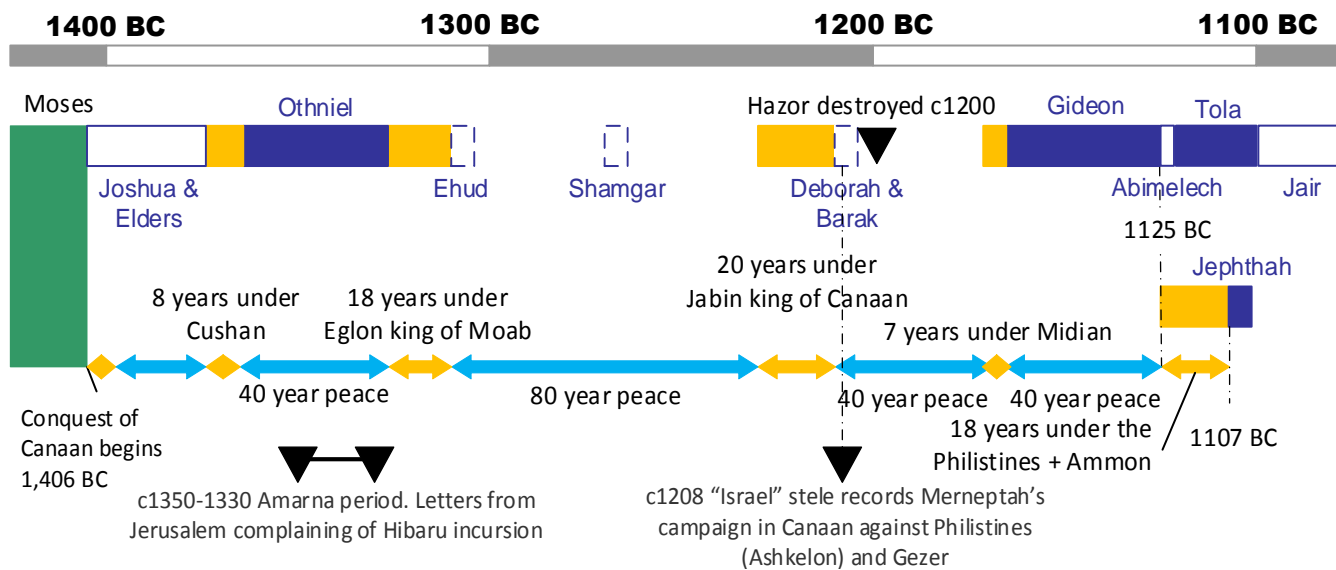 1400 BC
1300 BC
1200 BC
1100 BC
Moses
Othniel
Hazor destroyed c1200
Gideon
Tola
Joshua &
Elders
Ehud
Shamgar
Deborah &
Barak
Abimelech
Jair
1125 BC
Jephthah
8 years under
Cushan
18 years under
Eglon king of Moab
20 years under
Jabin king of Canaan
7 years under Midian
40 year peace
80 year peace
40 year peace
40 year peace
Conquest of
Canaan begins
1,406 BC
18 years under the
Philistines + Ammon
1107 BC
c1350-1330 Amarna period. Letters from
Jerusalem complaining of Hibaru incursion
c1208 “Israel” stele records Merneptah’s
campaign in Canaan against Philistines
(Ashkelon) and Gezer